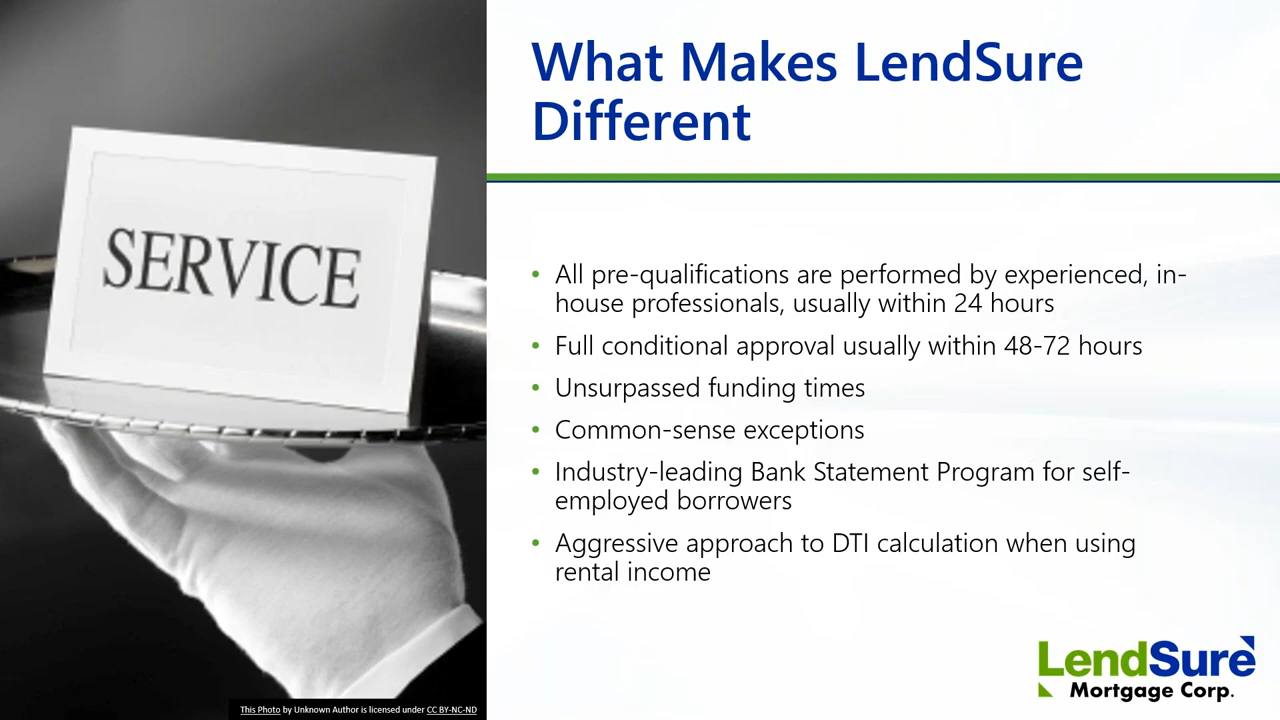 What Makes LendSure
Different
SERVICE
• All pre-qualifications are performed by experienced, in-
house professionals, usually within 24 hours
• Full conditional approval usually within 48-72 hours
• Unsurpassed funding times
• Common-sense exceptions
• Industry-leading Bank Statement Program for self-
employed borrowers
• Aggressive approach to DTI calculation when using
rental income
LendSure
Mortgage Corp.
This Photo by Unknown Author is licensed under CC BY-NC-ND